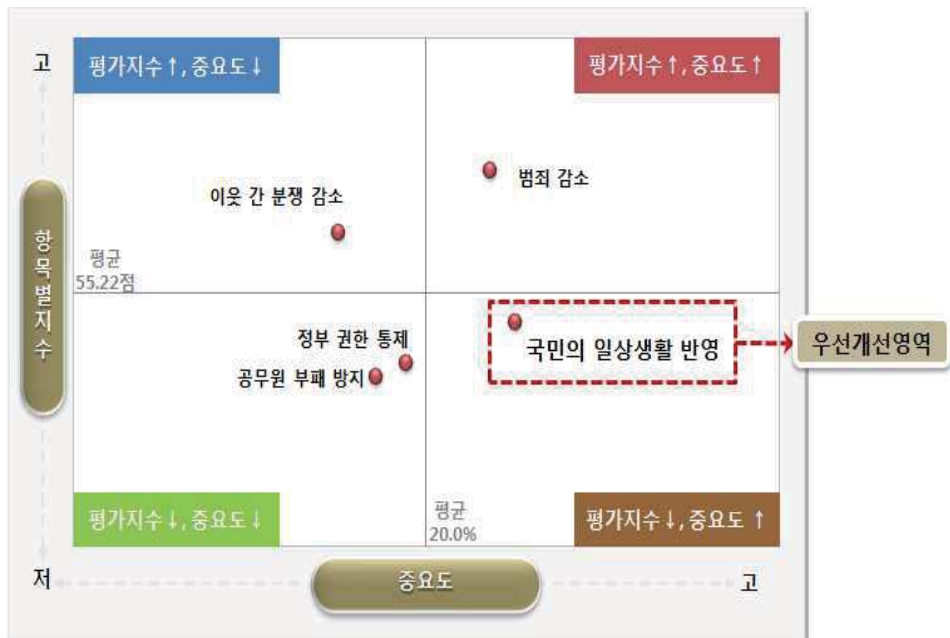 고
평가지수↑, 중요도↓
평가지수↑, 중요도↑
범죄 감소
이웃 간 분쟁 감소
항목별지수
평균
55.22점
정부 권한 통제
공무원 부패 방지
국민의 일상생활 반영
우선개선영역
평가지수↓, 중요도↓
평균
20.0%
평가지수↓, 중요도 ↑
저
중요도
고